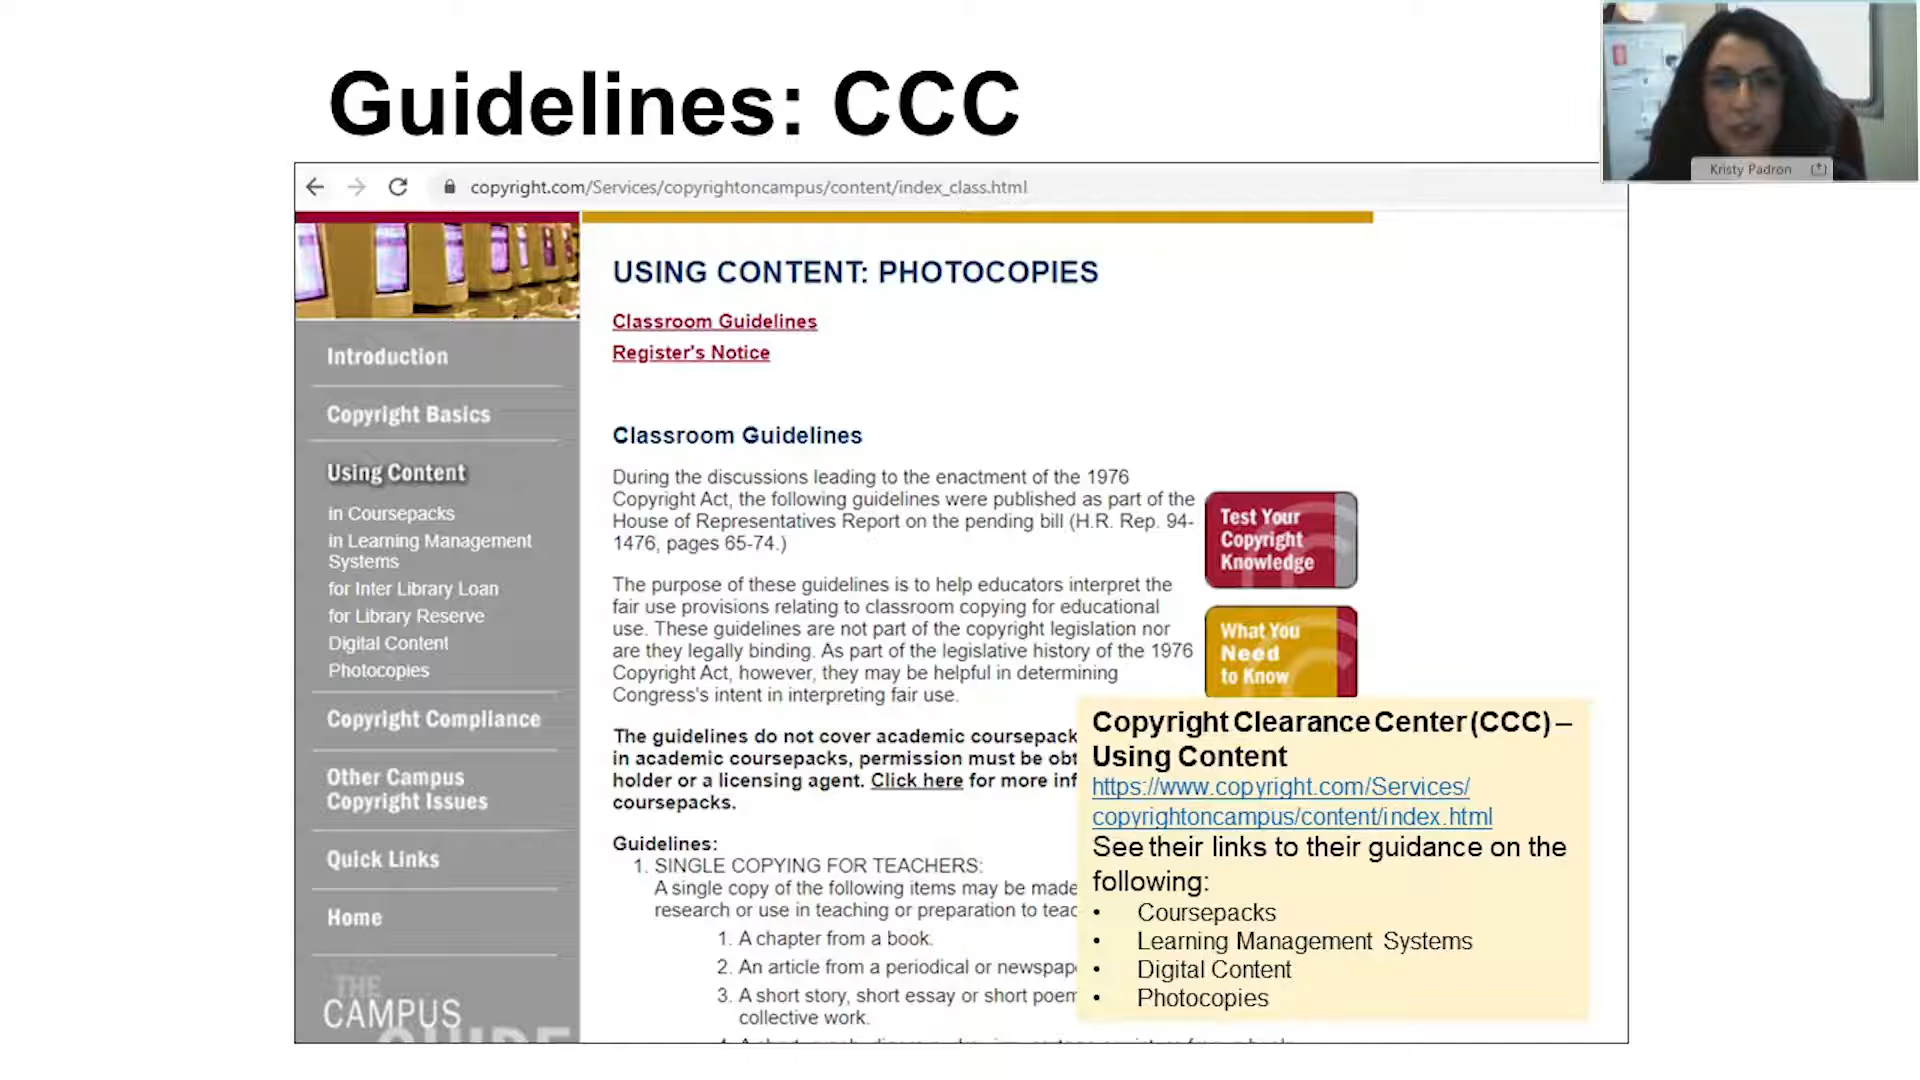 Guidelines: CCC
Kristy Padron
copyright.com/Services/copyrightoncampus/content/index_class.html
Introduction
Copyright Basics
Using Content
in Coursepacks
in Learning Management
Systems
for Inter Library Loan
for Library Reserve
Digital Content
Photocopies
Copyright Compliance
Other Campus
Copyright Issues
Quick Links
Home
THE
CAMPUS
GUIDE
USING CONTENT: PHOTOCOPIES
Classroom Guidelines
Register's Notice
Classroom Guidelines
During the discussions leading to the enactment of the 1976
Copyright Act, the following guidelines were published as part of the
House of Representatives Report on the pending bill (H.R. Rep. 94-
1476, pages 65-74.)
The purpose of these guidelines is to help educators interpret the
fair use provisions relating to classroom copying for educational
use. These guidelines are not part of the copyright legislation nor
are they legally binding. As part of the legislative history of the 1976
Copyright Act, however, they may be helpful in determining
Congress's intent in interpreting fair use.
The guidelines do not cover academic coursepack
in academic coursepacks, permission must be obt
holder or a licensing agent. Click here for more inf
coursepacks.
Guidelines:
1. SINGLE COPYING FOR TEACHERS:
A single copy of the following items may be made
research or use in teaching or preparation to teac
1. A chapter from a book.
2. An article from a periodical or newspap
3. A short story, short essay or short poem
collective work.
Test Your
Copyright
Knowledge
What You
Need
to Know
Copyright Clearance Center (CCC) –
Using Content
https://www.copyright.com/Services/
copyrightoncampus/content/index.html
See their links to their guidance on the
following:
• Coursepacks
• Learning Management Systems
• Digital Content
• Photocopies